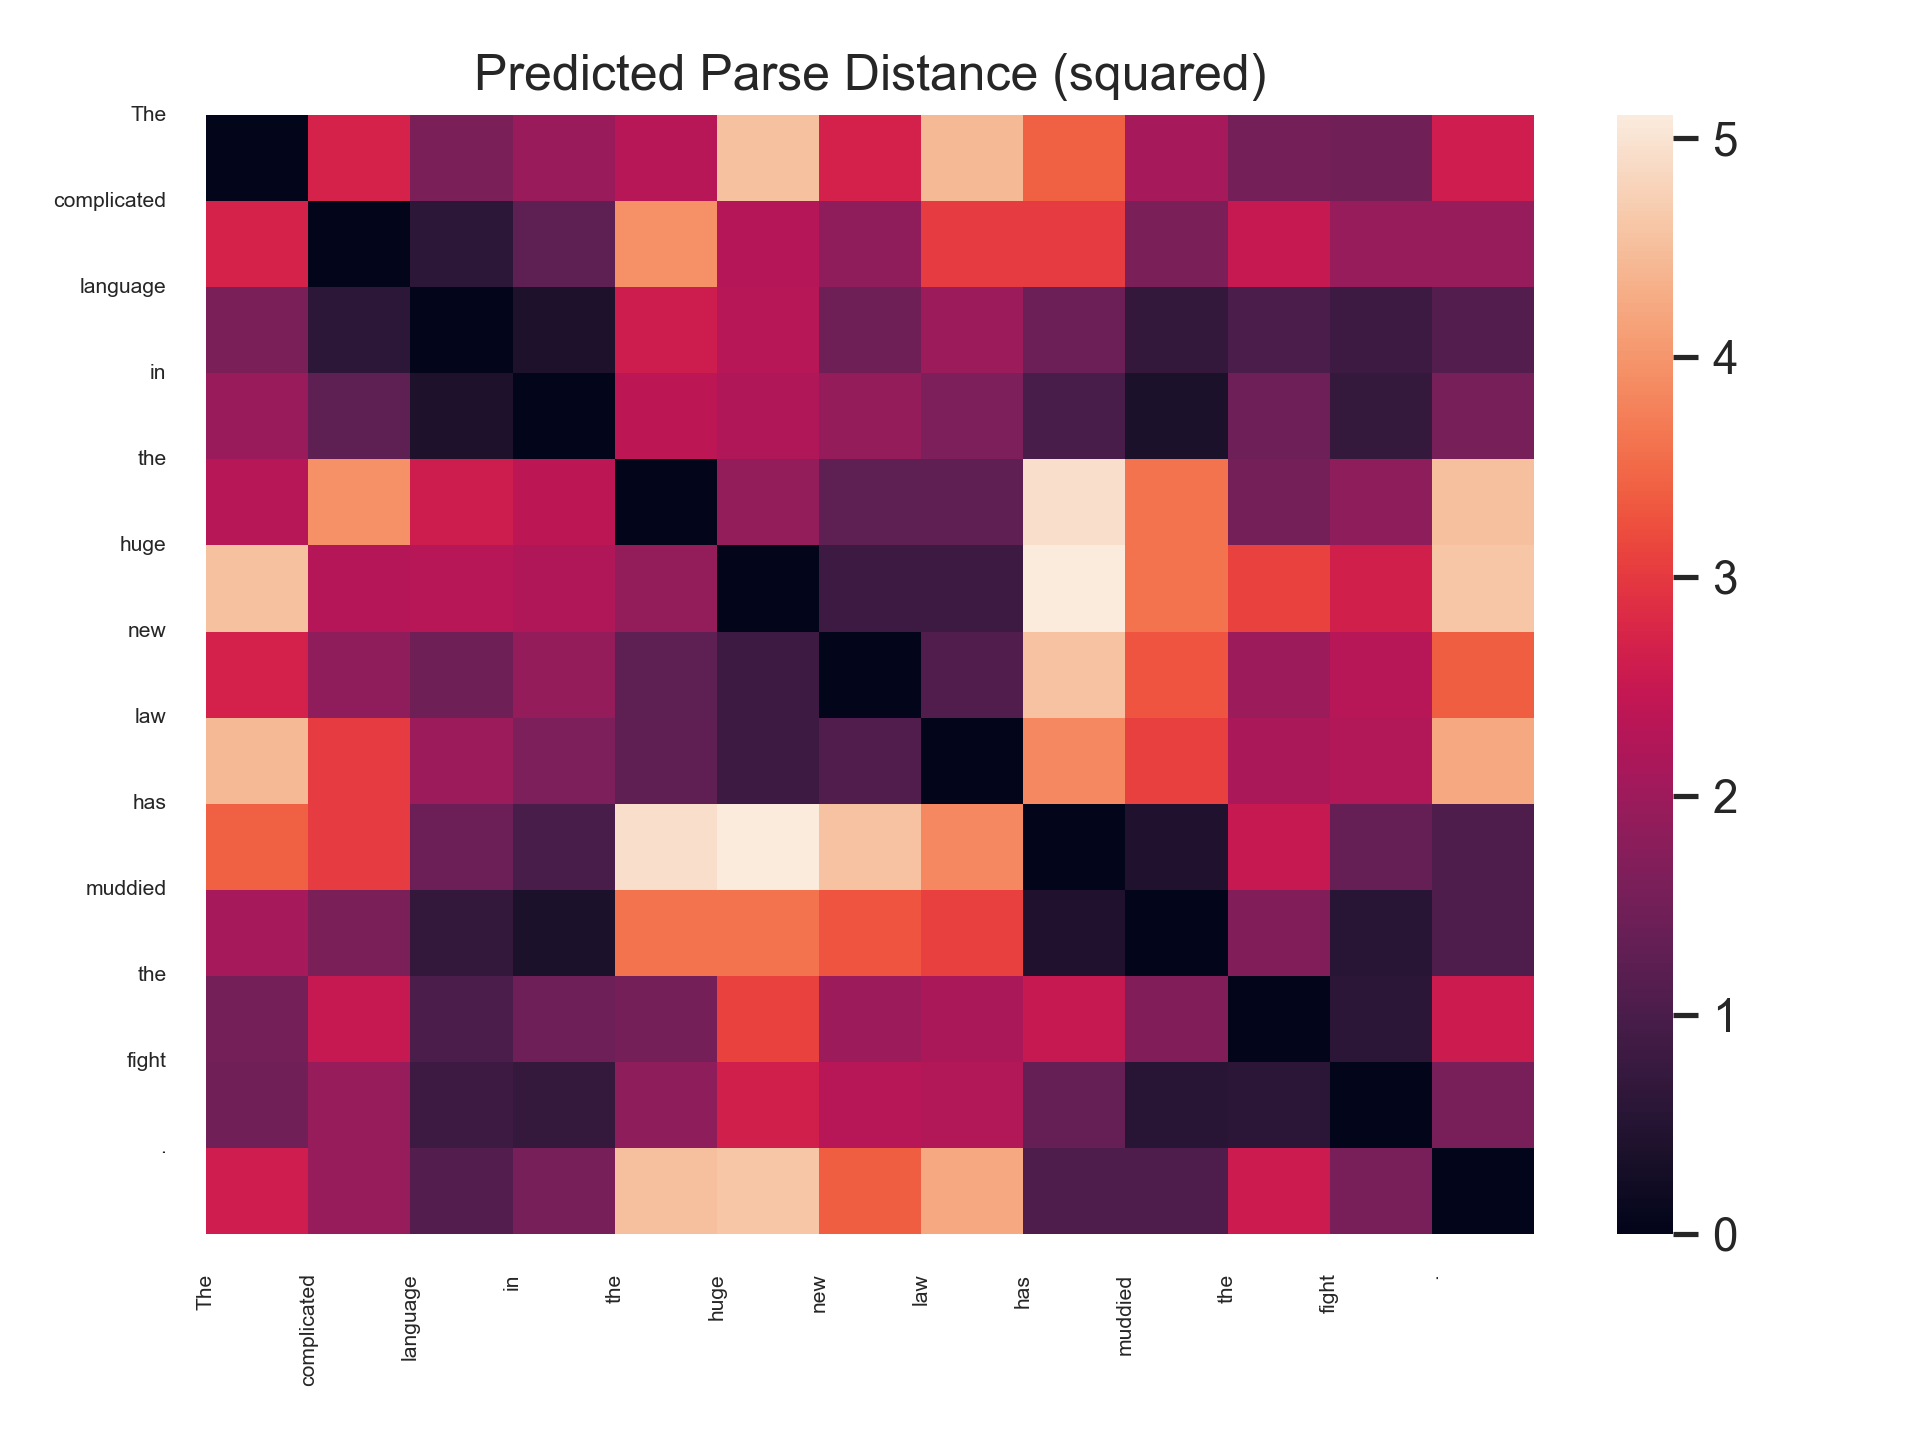 Predicted Parse Distance (squared)
The
complicated
language
in
the
huge
new
law
has
muddied
the
fight
.
The
complicated
language
in
the
huge
new
law
has
muddied
the
fight
.
5
4
3
2
1
0